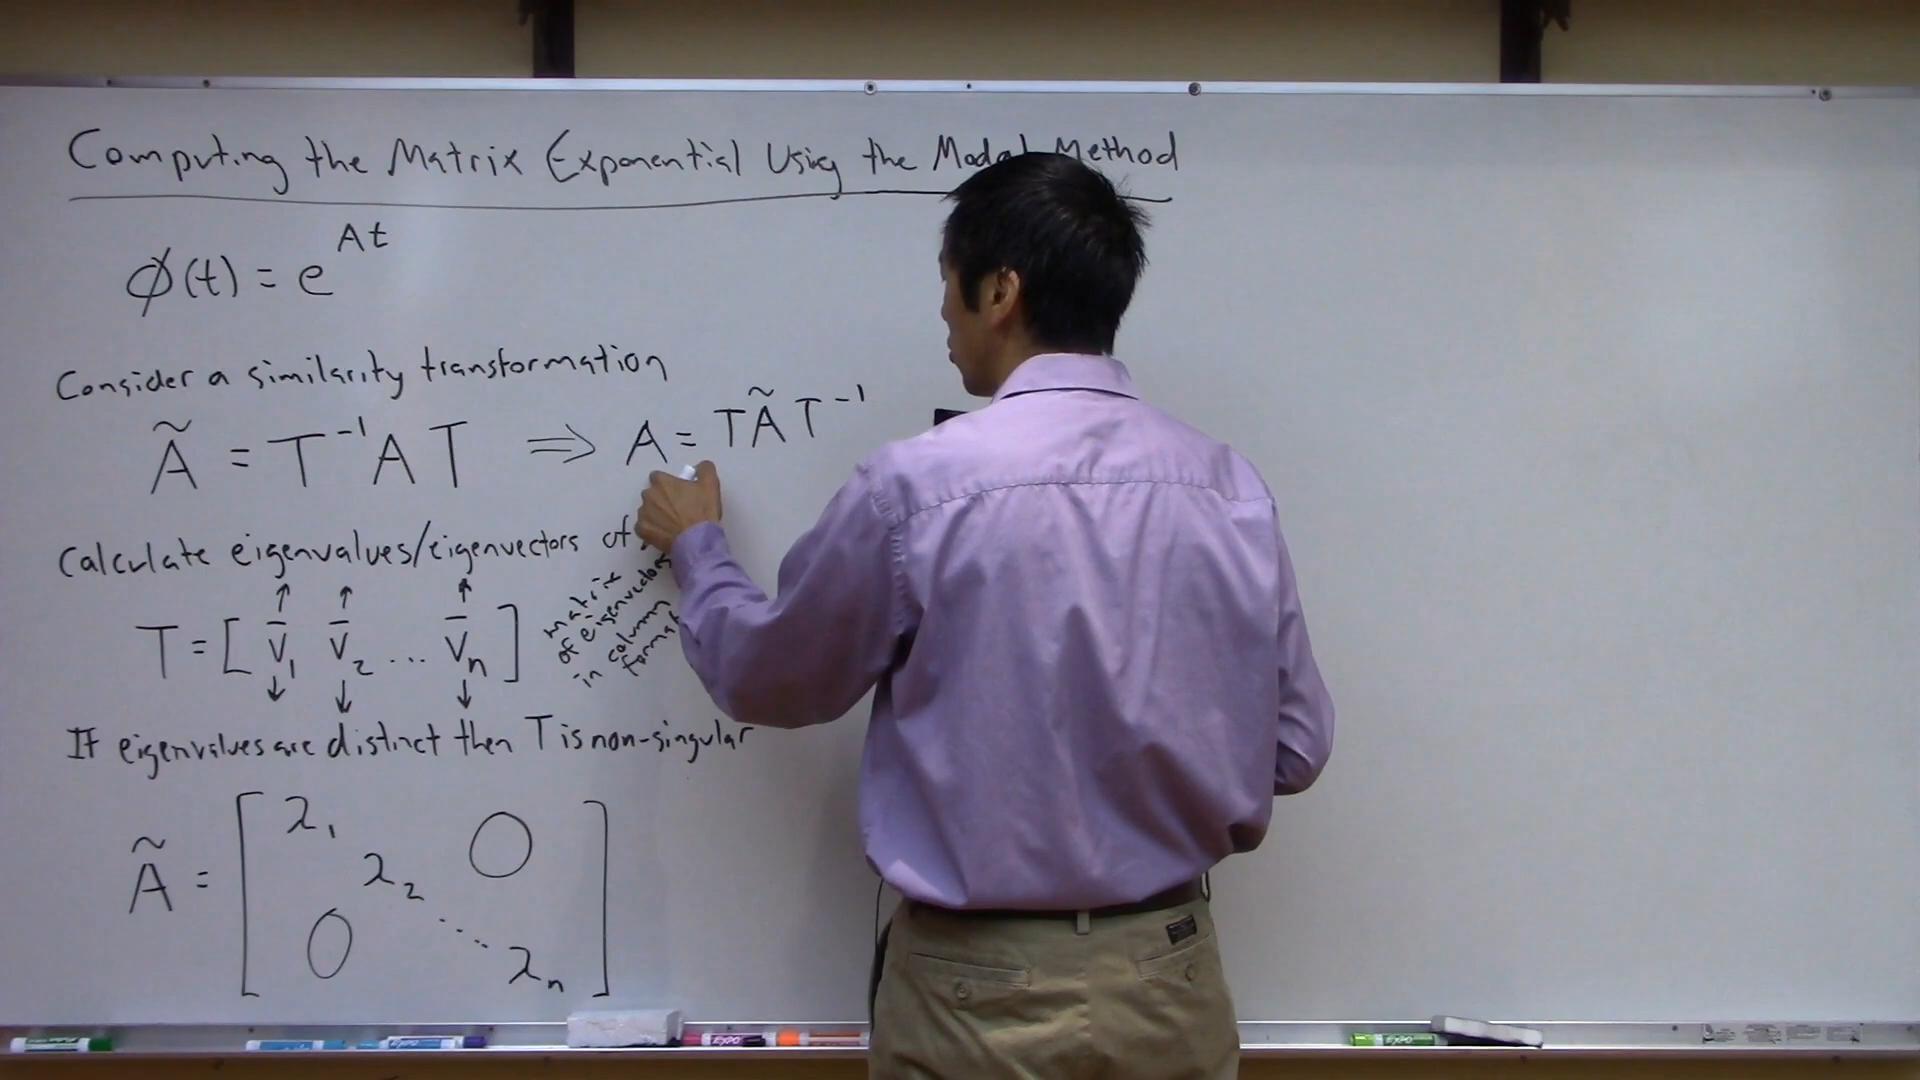 Computing the Matrix Exponential Using the Modal Method
ϕ(t) = e^{At}
Consider a similarity transformation
Ã = T⁻¹AT ⇒ A = TÃT⁻¹
Calculate eigenvalues/eigenvectors of
T = [ v̄₁ v̄₂ ... v̄ₙ ]
matrix
of eigenvectors
in column
format
If eigenvalues are distinct then T is non-singular
Ã = [ λ₁ λ₂ ⋱ λₙ 0 0 ]
EXPO
EXPO
EXPO